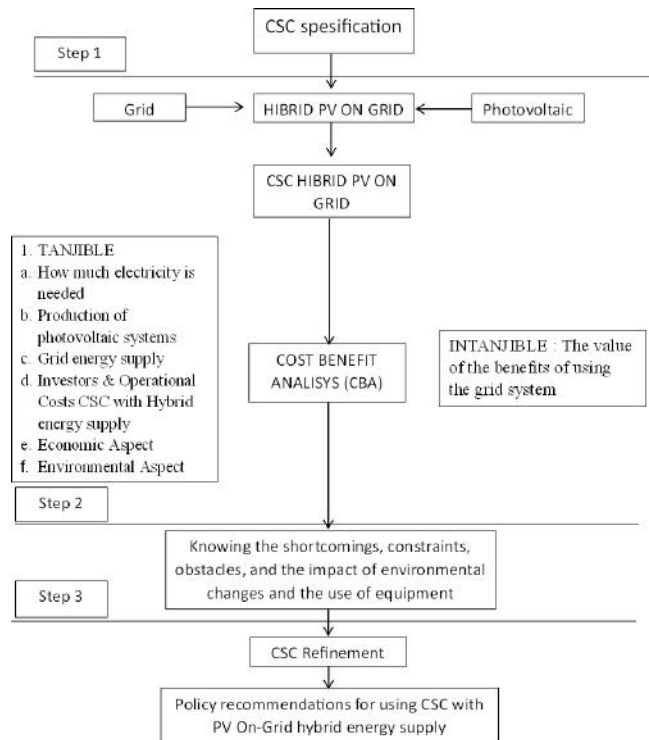 CSC spesification
Step 1
Grid
HIBRID PV ON GRID
Photovoltaic
CSC HIBRID PV ON
GRID
1. TANJIBLE
a. How much electricity is
needed
b. Production of
photovoltaic systems
c. Grid energy supply
d. Investors & Operational
Costs CSC with Hybrid
energy supply
e. Economic Aspect
f. Environmental Aspect
COST BENEFIT
ANALISYS (CBA)
INTANJIBLE : The value
of the benefits of using
the grid system
Step 2
Knowing the shortcomings, constraints,
obstacles, and the impact of environmental
changes and the use of equipment
Step 3
CSC Refinement
Policy recommendations for using CSC with
PV On-Grid hybrid energy supply